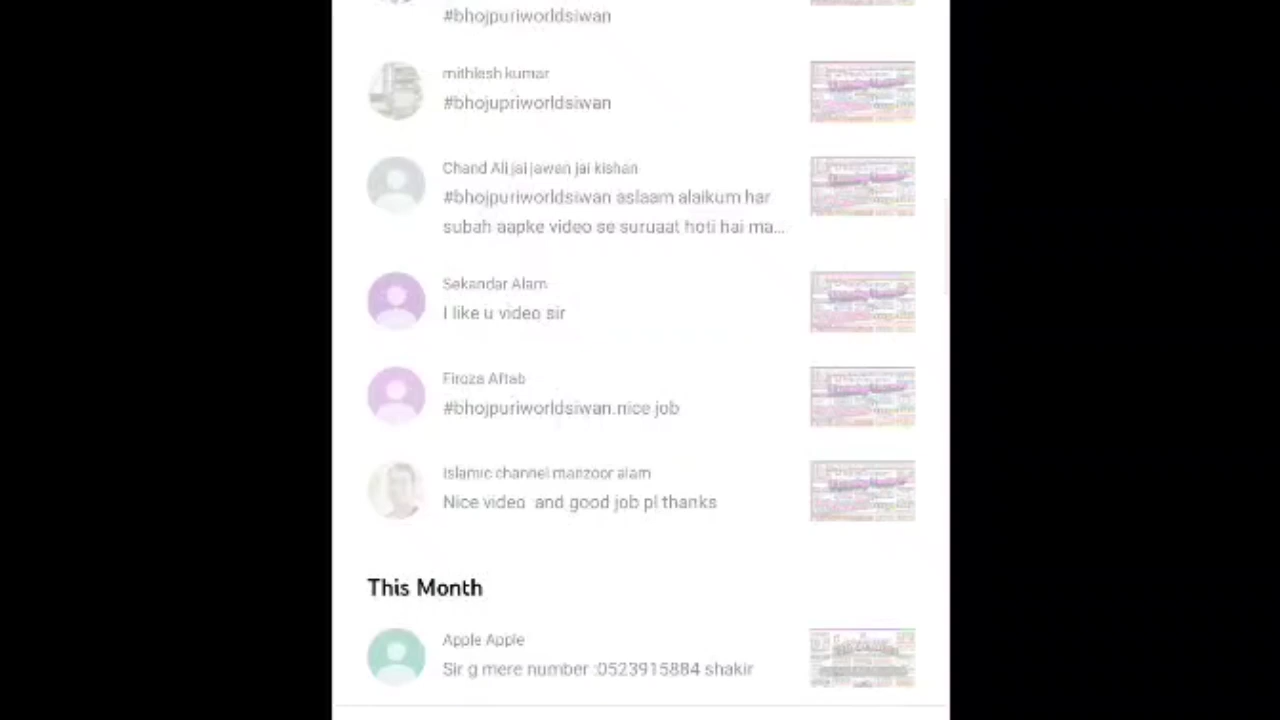 #bhojpuriworldsiwan
mithlesh kumar
#bhojupriworldsiwan
Chand Ali jai jawan jai kishan
#bhojpuriworldsiwan aslaam alaikum har
subah aapke video se suruaat hoti hai ma...
Sekandar Alam
I like u video sir
Firoza Aftab
#bhojpuriworldsiwan.nice job
Islamic channel manzoor alam
Nice video and good job pl thanks
This Month
Apple Apple
Sir g mere number :0523915884 shakir